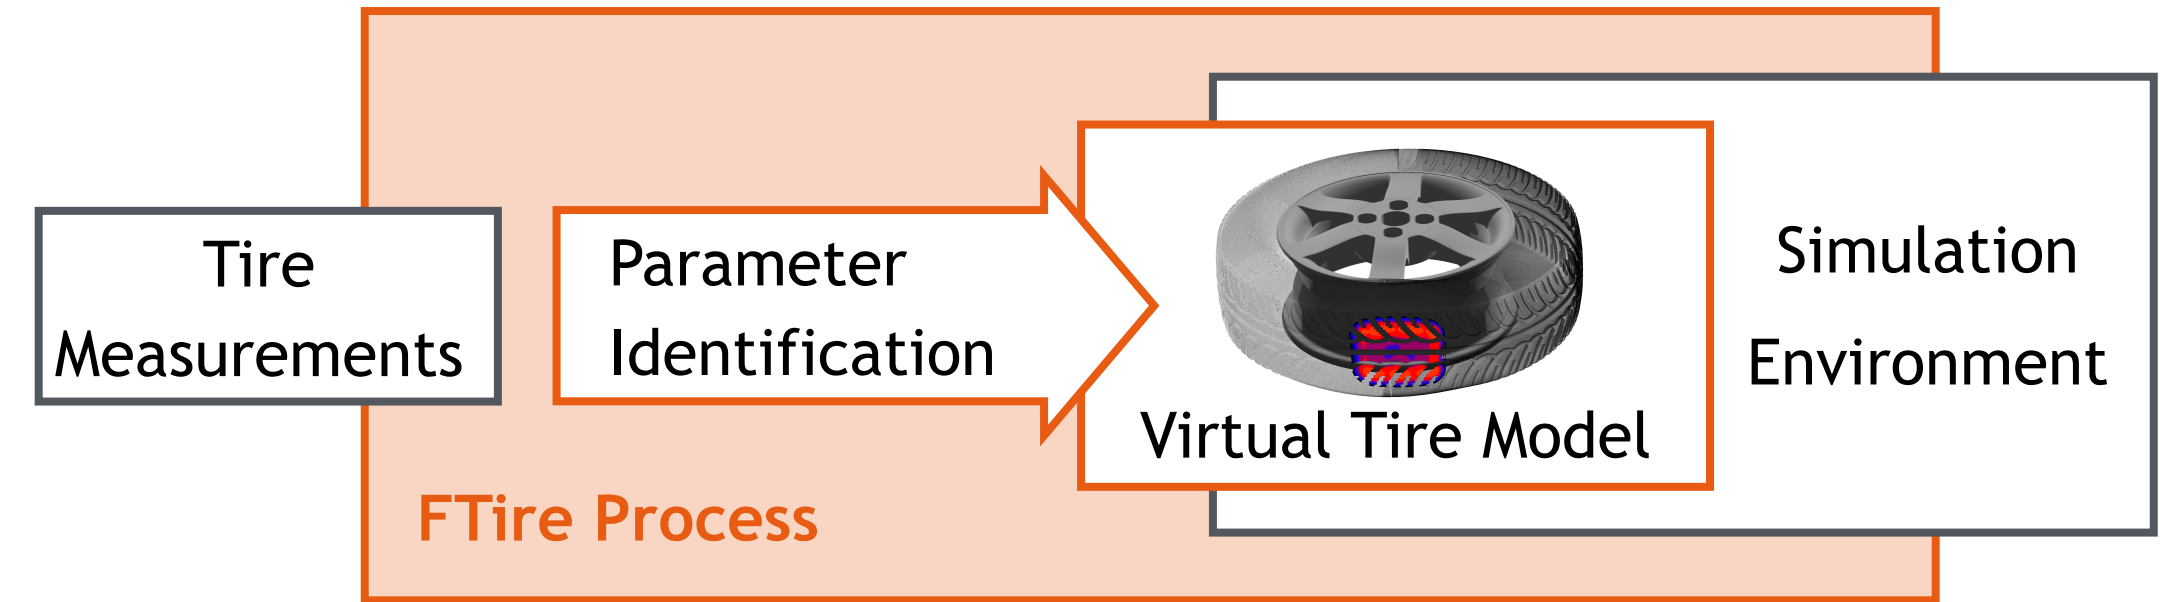 Tire
Measurements
Parameter
Identification
Virtual Tire Model
Simulation
Environment
FTire Process